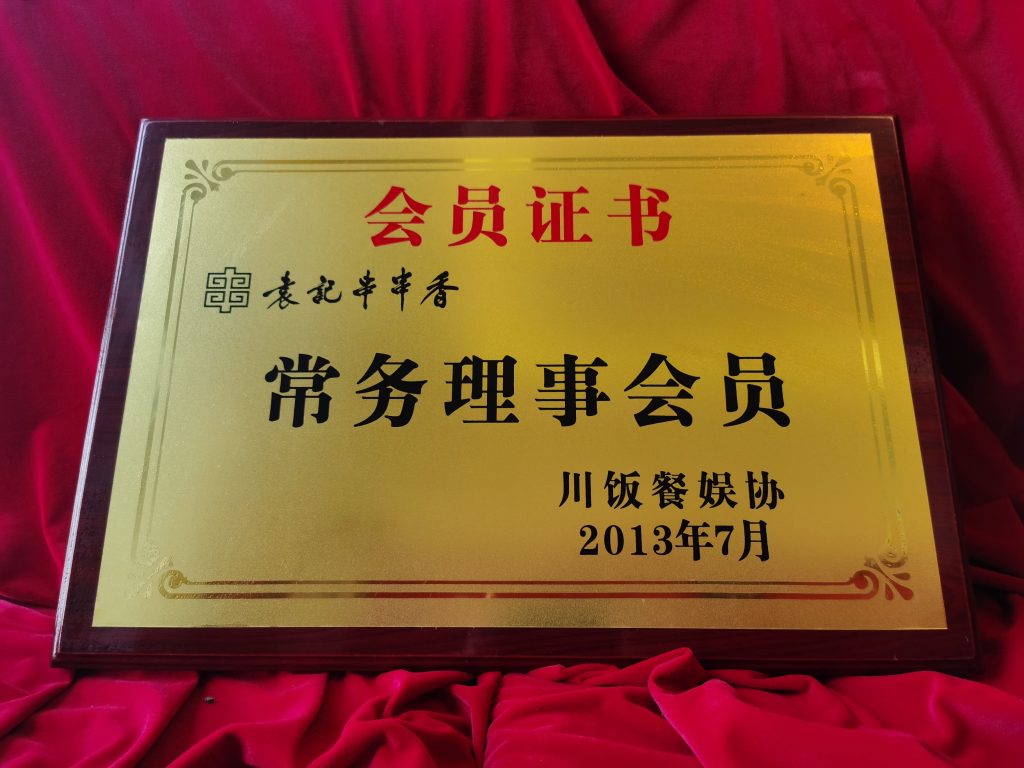 会员证书
袁記串串香
常务理事会员
川饭餐娱协
2013年7月